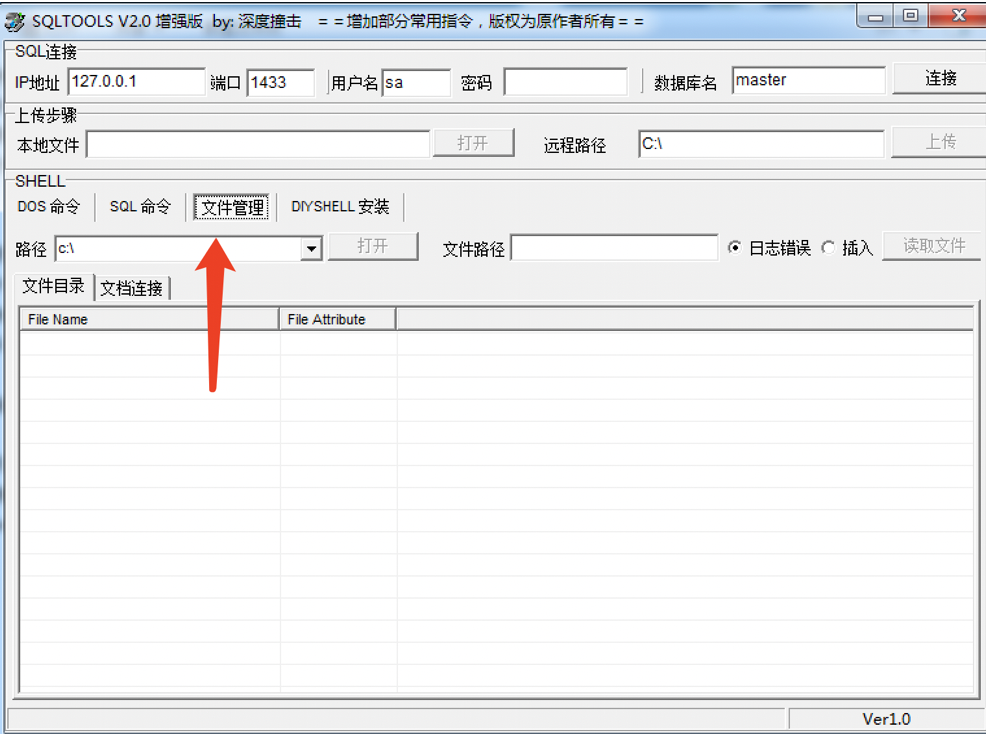 SQLTOOLS V2.0 增强版 by: 深度撞击 ==增加部分常用指令，版权为原作者所有==
SQL连接
IP地址 127.0.0.1 端口 1433 用户名 sa 密码 数据库名 master 连接
上传步骤
本地文件 打开 远程路径 C:\ 上传
SHELL
DOS 命令 SQL 命令 文件管理 DIYSHELL 安装
路径 c:\ 打开 文件路径 日志错误 插入 读取文件
文件目录 文档连接
File Name File Attribute
Ver1.0